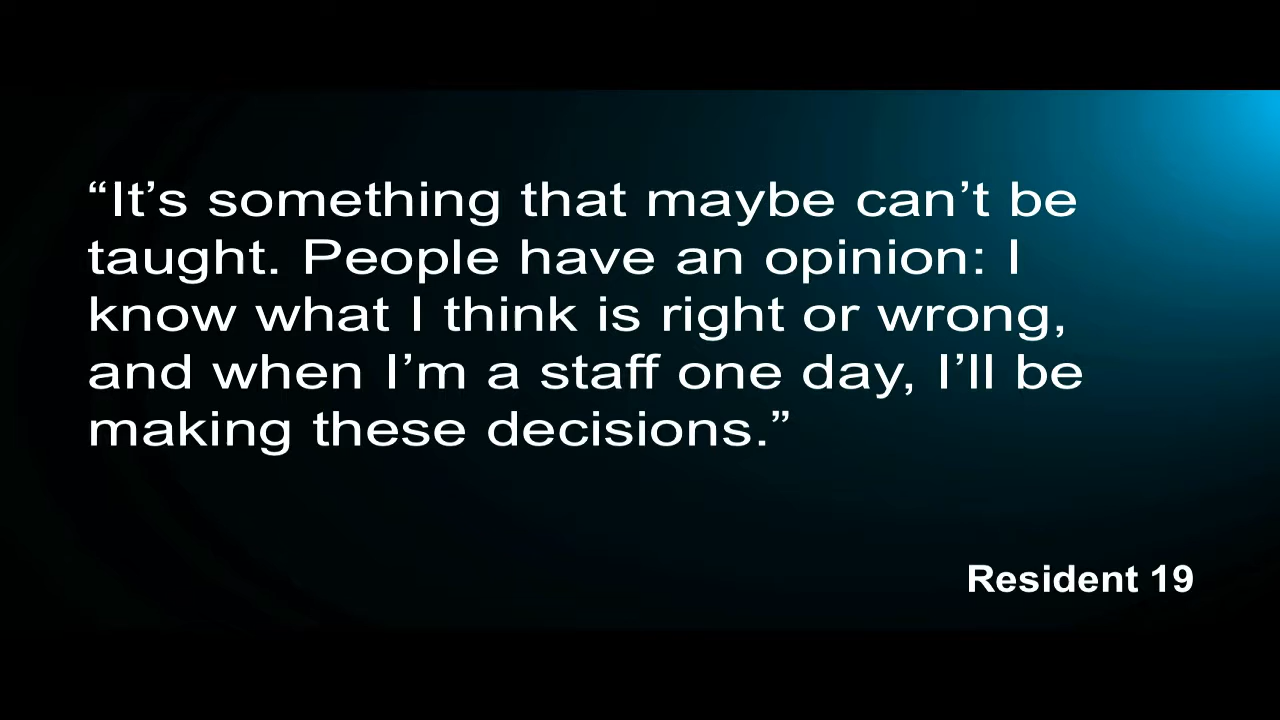 “It’s something that maybe can’t be
taught. People have an opinion: I
know what I think is right or wrong,
and when I’m a staff one day, I’ll be
making these decisions.”
Resident 19